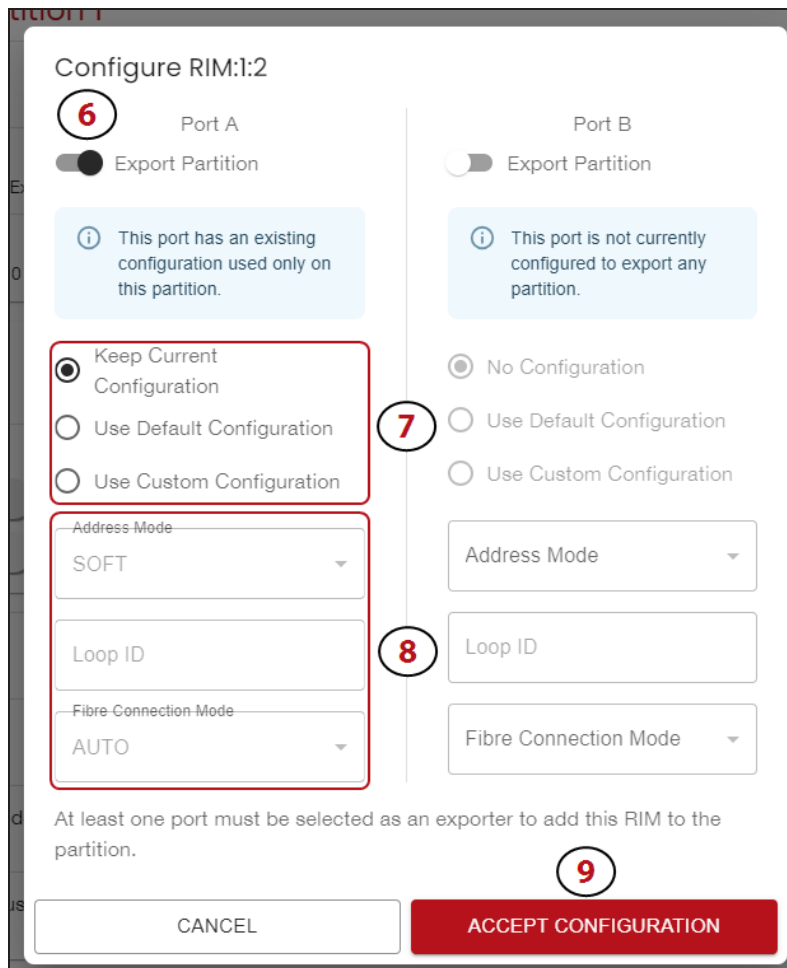 Configure RIM:1:2
6
Port A
Export Partition
This port has an existing
configuration used only on
this partition.
Keep Current
Configuration
Use Default Configuration
Use Custom Configuration
7
Address Mode
SOFT
Loop ID
8
Fibre Connection Mode
AUTO
Port B
Export Partition
This port is not currently
configured to export any
partition.
No Configuration
Use Default Configuration
Use Custom Configuration
Address Mode
Loop ID
Fibre Connection Mode
At least one port must be selected as an exporter to add this RIM to the
partition.
9
CANCEL
ACCEPT CONFIGURATION